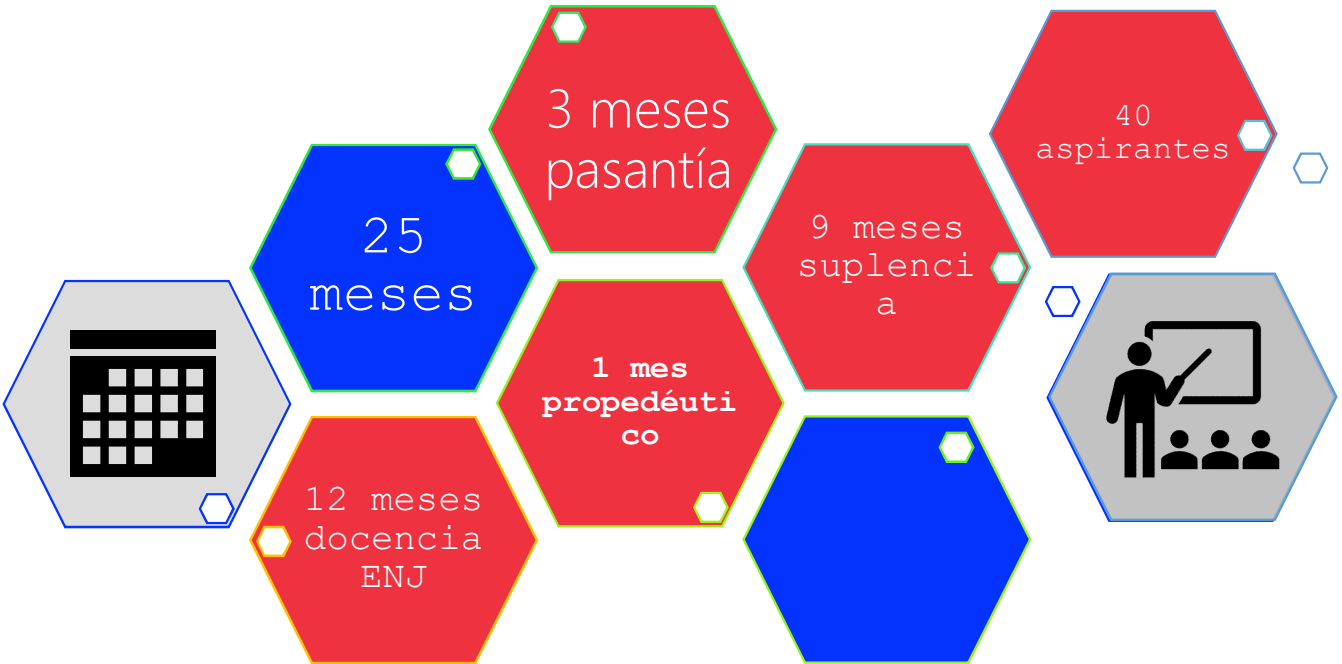 3 meses
pasantía
40
aspirantes
25
meses
9 meses
suplenci
a
1 mes
propedéuti
co
12 meses
docencia
ENJ